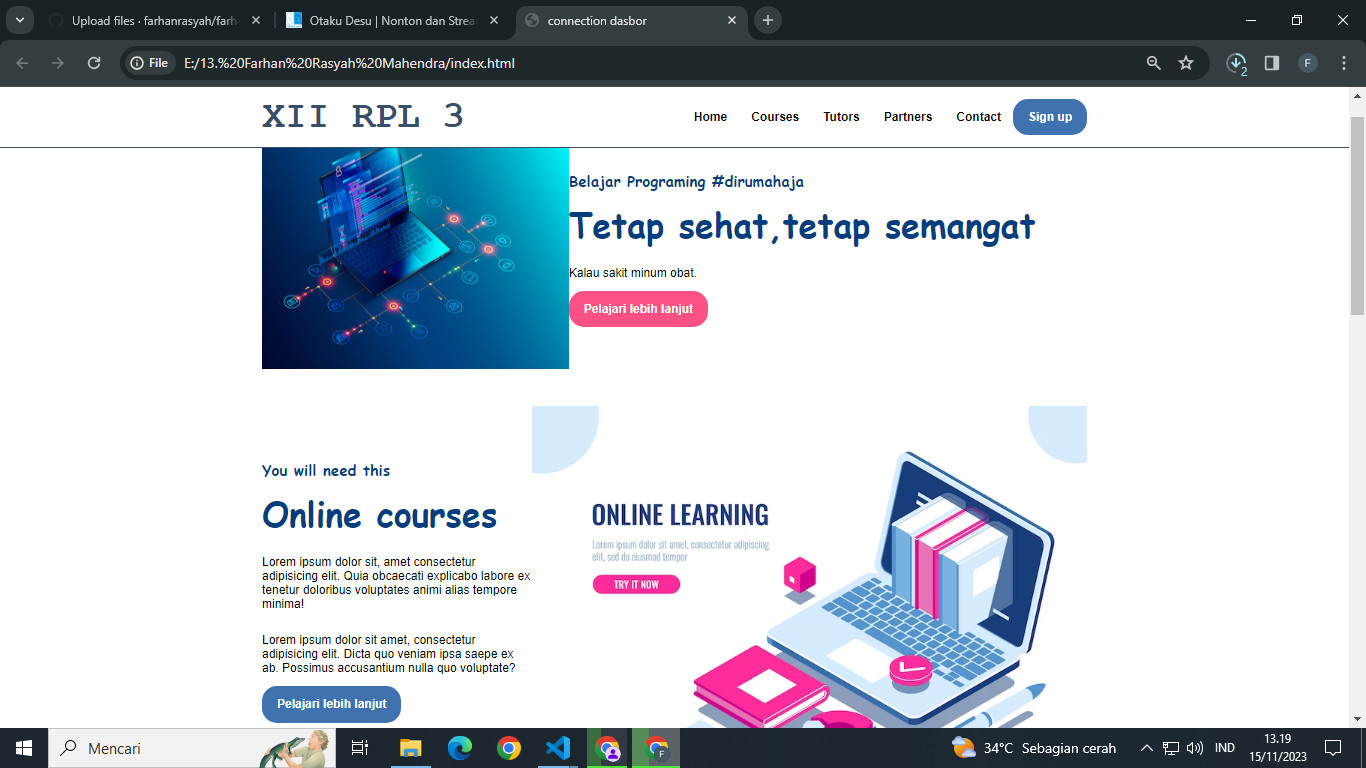 Upload files · farhanrasyah/farh
Otaku Desu | Nonton dan Strea
connection dasbor
File
E:/13.%20Farhan%20Rasyah%20Mahendra/index.html
2
F
XII RPL 3
Home
Courses
Tutors
Partners
Contact
Sign up
Belajar Programing #dirumahaja
Tetap sehat,tetap semangat
Kalau sakit minum obat.
Pelajari lebih lanjut
You will need this
Online courses
Lorem ipsum dolor sit, amet consectetur
adipisicing elit. Quia obcaecati explicabo labore ex
tenetur doloribus voluptates animi alias tempore
minima!
Lorem ipsum dolor sit amet, consectetur
adipisicing elit. Dicta quo veniam ipsa saepe ex
ab. Possimus accusantium nulla quo voluptate?
Pelajari lebih lanjut
ONLINE LEARNING
Lorem ipsum dolor sit amet, consectetur adipiscing
elit, sed do eiusmod tempor
TRY IT NOW
Mencari
F
34°C Sebagian cerah
IND
13.19
15/11/2023